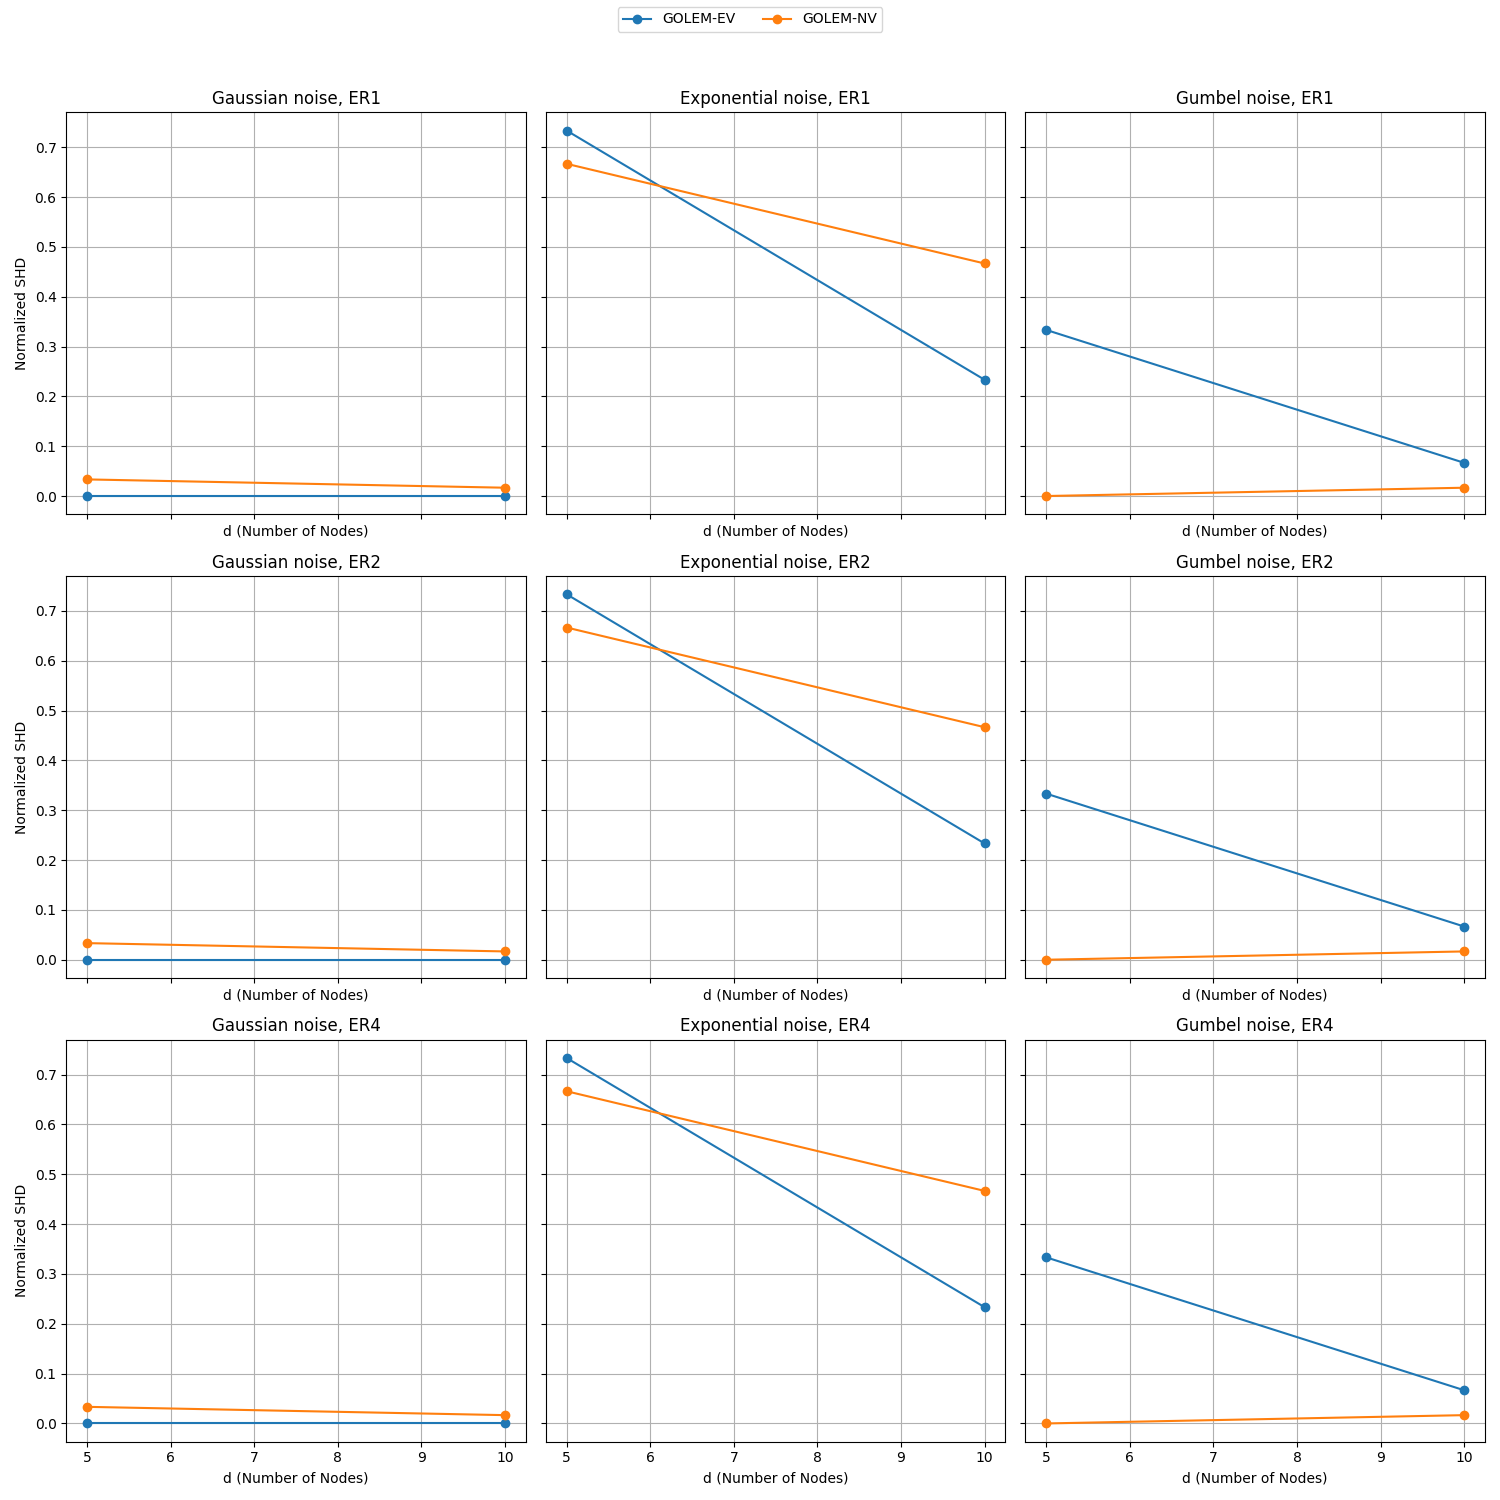 GOLEM-EV GOLEM-NV
Gaussian noise, ER1 Exponential noise, ER1 Gumbel noise, ER1
0.7
0.6
0.5
0.4
0.3
0.2
0.1
0.0
Normalized SHD
d (Number of Nodes) d (Number of Nodes) d (Number of Nodes)
Gaussian noise, ER2 Exponential noise, ER2 Gumbel noise, ER2
0.7
0.6
0.5
0.4
0.3
0.2
0.1
0.0
Normalized SHD
d (Number of Nodes) d (Number of Nodes) d (Number of Nodes)
Gaussian noise, ER4 Exponential noise, ER4 Gumbel noise, ER4
0.7
0.6
0.5
0.4
0.3
0.2
0.1
0.0
Normalized SHD
5 6 7 8 9 10 5 6 7 8 9 10 5 6 7 8 9 10
d (Number of Nodes) d (Number of Nodes) d (Number of Nodes)